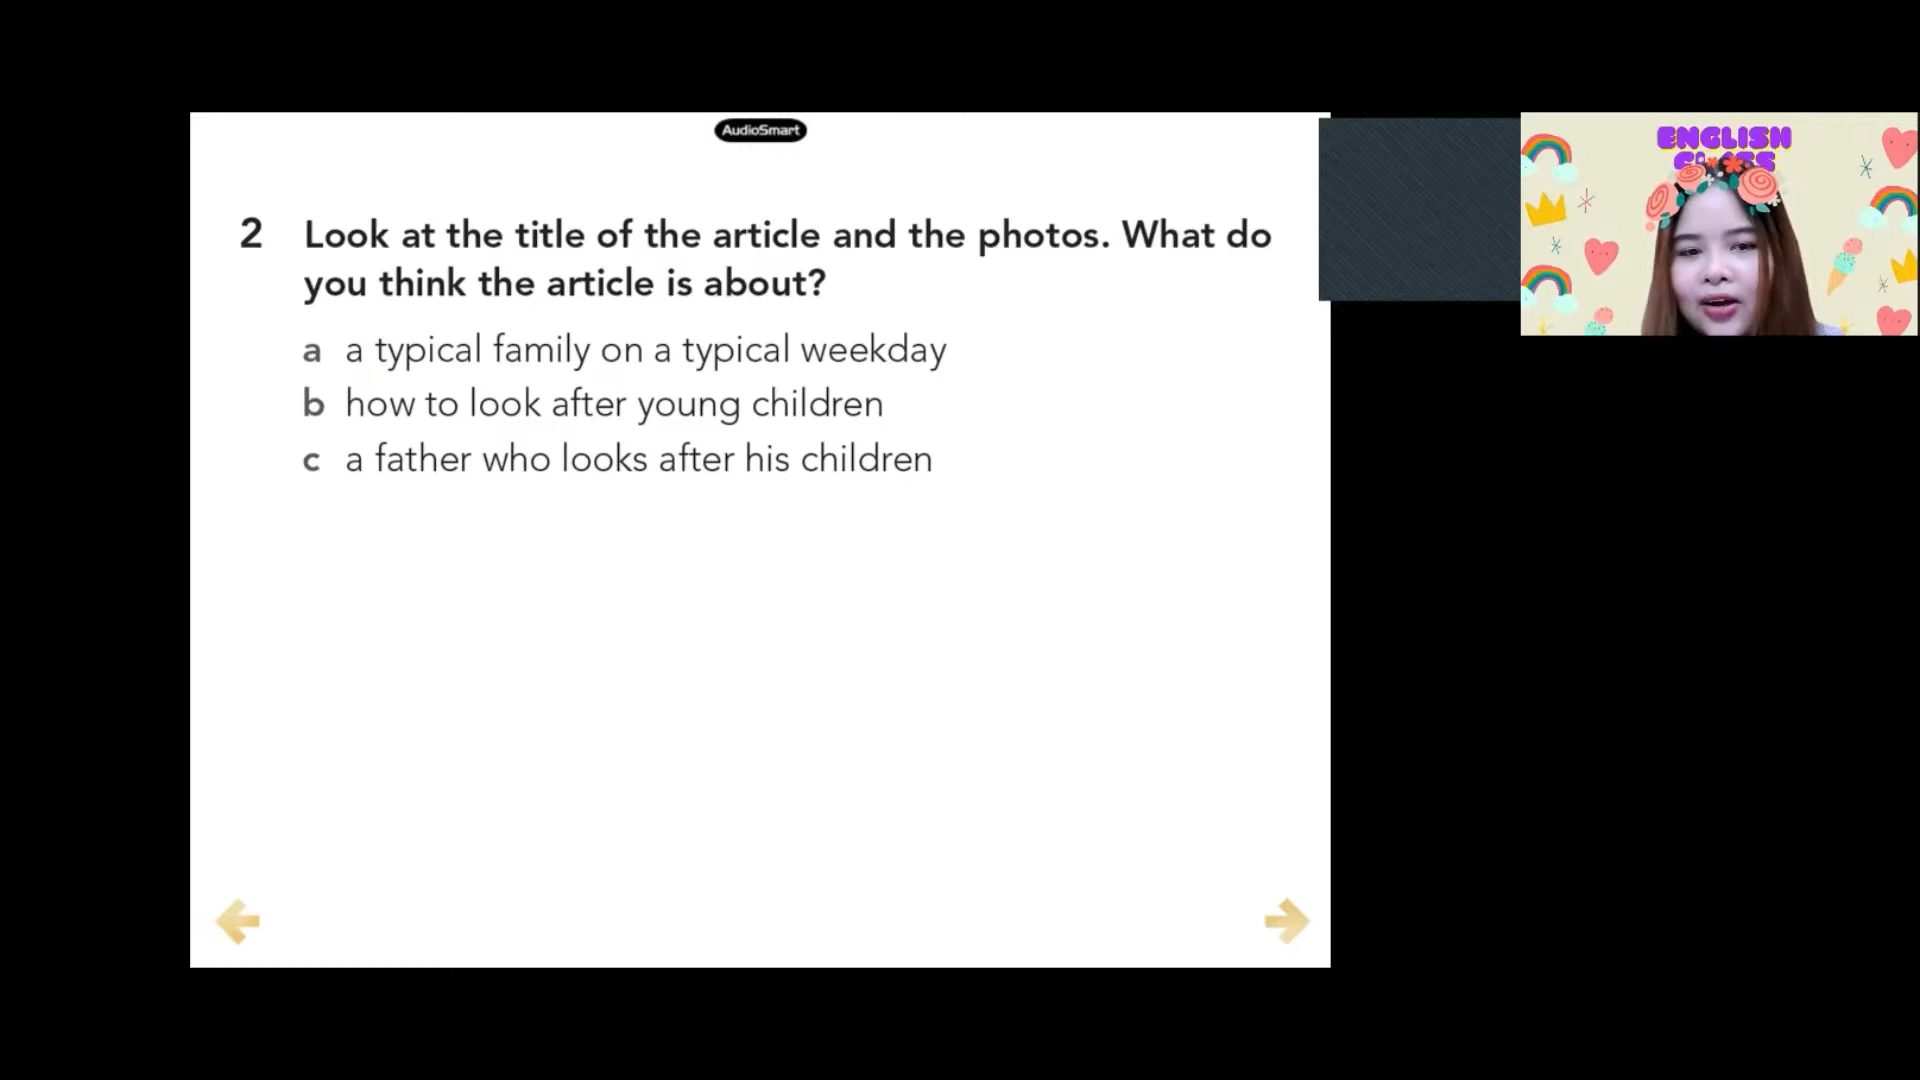 AudioSmart
ENGLISH
2 Look at the title of the article and the photos. What do
you think the article is about?
a a typical family on a typical weekday
b how to look after young children
c a father who looks after his children